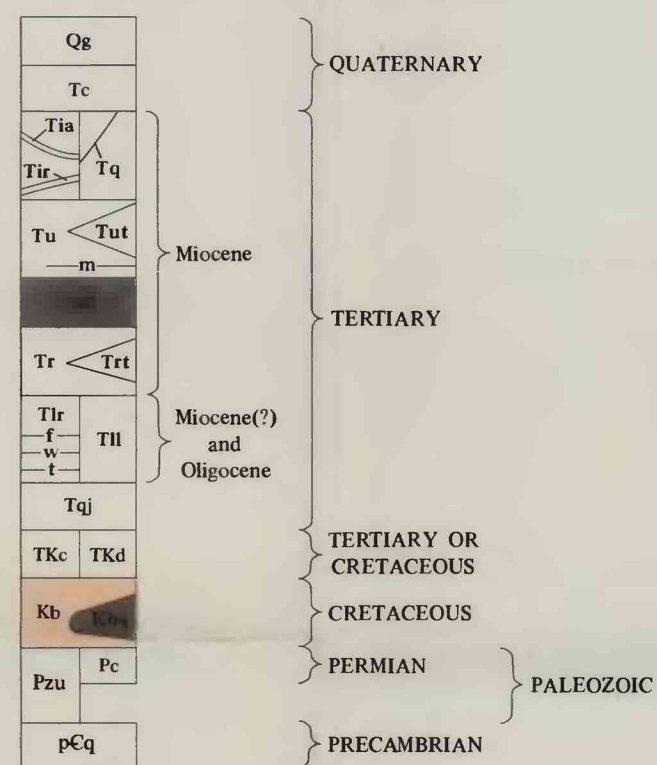 Qg
QUATERNARY
Tc
Tia
Tir Tq
Tu Tut
m
Miocene
TERTIARY
Tr Trt
Tlr
f
w
t
Tll
Miocene(?)
and
Oligocene
Tqj
TKc TKd
TERTIARY OR
CRETACEOUS
Kb
CRETACEOUS
Pc
PERMIAN
Pzu
PALEOZOIC
p€q
PRECAMBRIAN